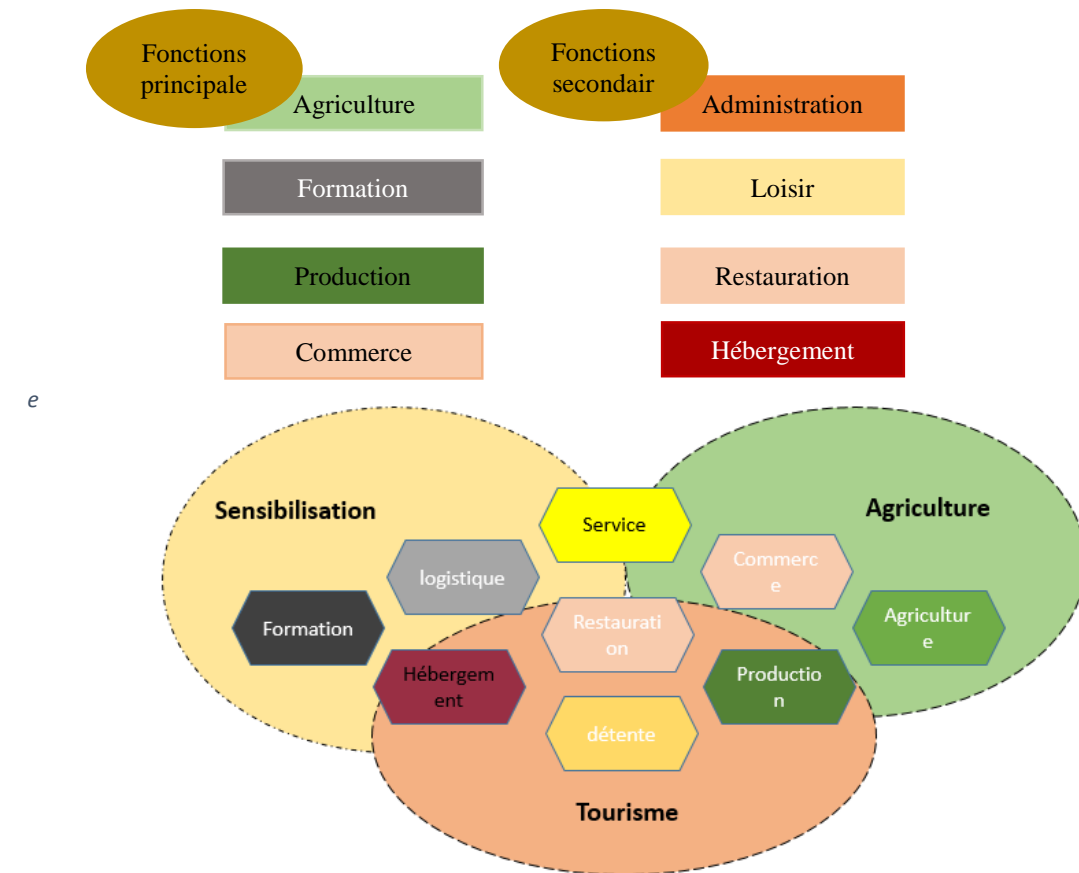 Fonctions
principale
Fonctions
secondair
Agriculture
Administration
Formation
Loisir
Production
Restauration
Commerce
Hébergement
e
Sensibilisation
Agriculture
Service
logistique
Commerc
e
Formation
Restaurati
on
Agricultur
e
Hébergem
ent
Productio
n
détente
Tourisme